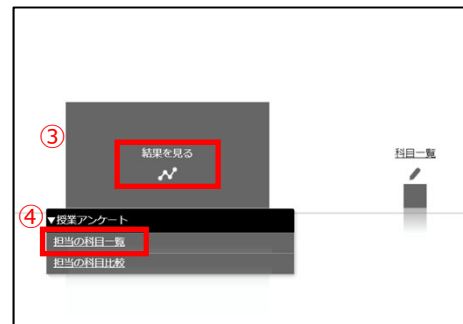 ③
結果を見る
科目一覧
④
▼授業アンケート
担当の科目一覧
担当の科目比較